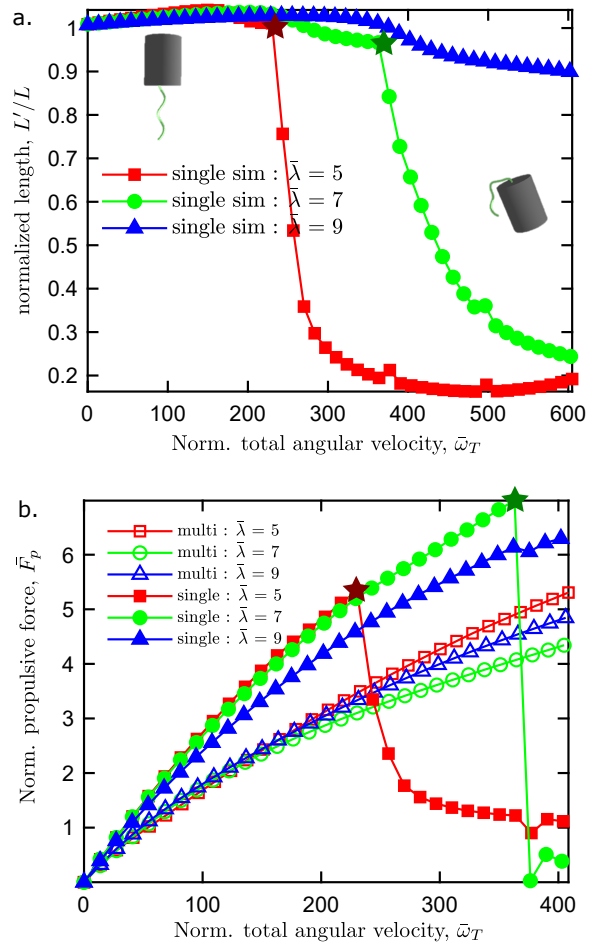 a.
normalized length, L′/L
1
0.9
0.8
0.7
0.6
0.5
0.4
0.3
0.2
single sim : λ̄ = 5
single sim : λ̄ = 7
single sim : λ̄ = 9
0 100 200 300 400 500 600
Norm. total angular velocity, ω̄_T
b.
Norm. propulsive force, F̄_p
6
5
4
3
2
1
multi : λ̄ = 5
multi : λ̄ = 7
multi : λ̄ = 9
single : λ̄ = 5
single : λ̄ = 7
single : λ̄ = 9
0 100 200 300 400
Norm. total angular velocity, ω̄_T